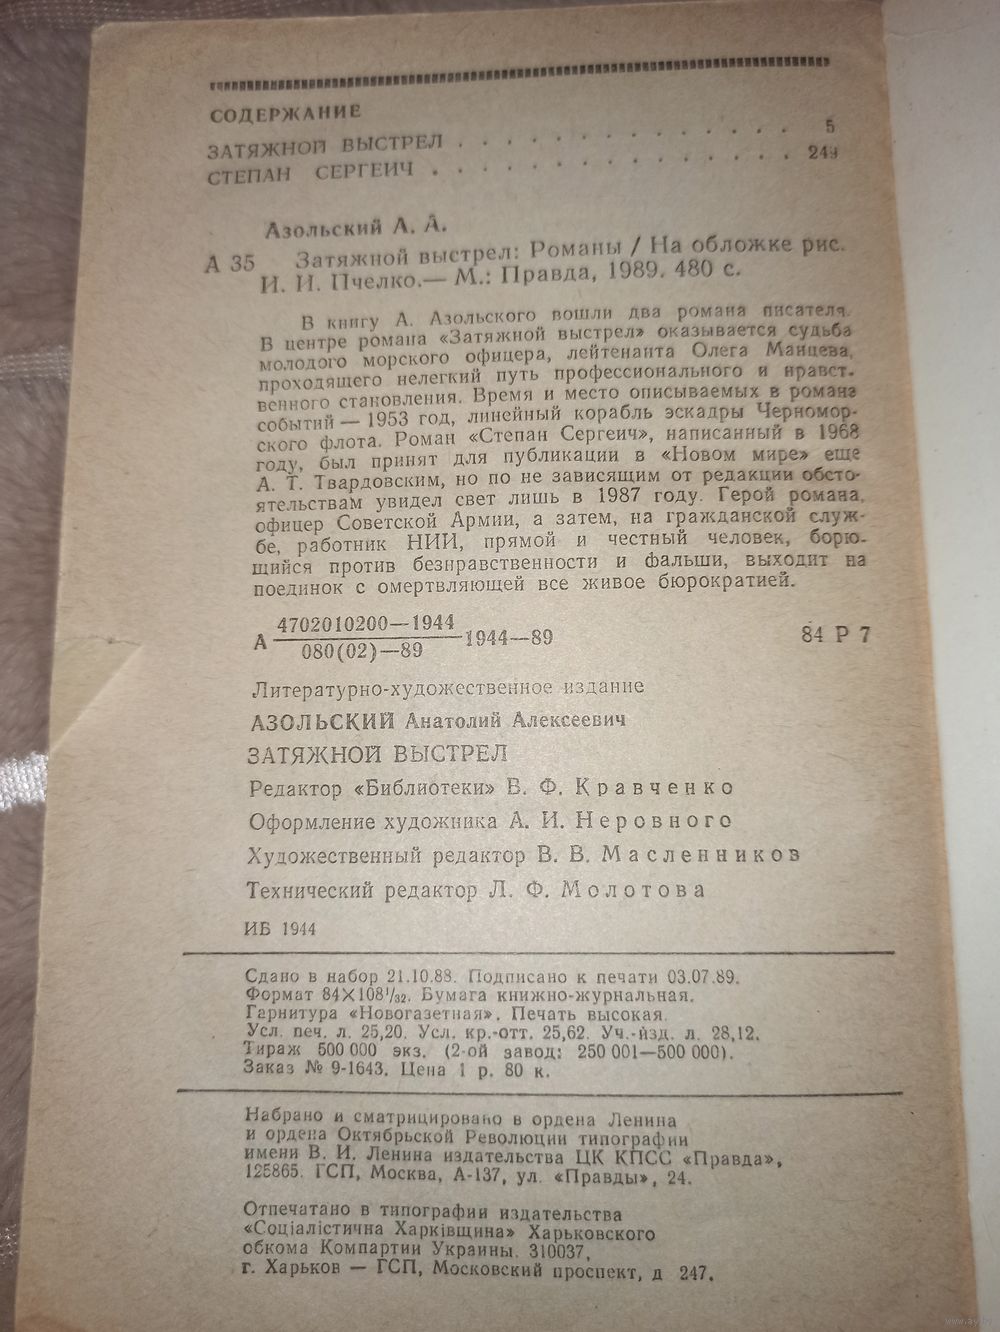 СОДЕРЖАНИЕ
ЗАТЯЖНОЙ ВЫСТРЕЛ . . . . . . . . . . . . . . 5
СТЕПАН СЕРГЕИЧ . . . . . . . . . . . . . . . 249
Азольский А. А.
А 35 Затяжной выстрел: Романы / На обложке рис.
И. И. Пчелко.— М.: Правда, 1989. 480 с.
В книгу А. Азольского вошли два романа писателя.
В центре романа «Затяжной выстрел» оказывается судьба
молодого морского офицера, лейтенанта Олега Манцева,
проходящего нелегкий путь профессионального и нравст-
венного становления. Время и место описываемых в романе
событий — 1953 год, линейный корабль эскадры Черномор-
ского флота. Роман «Степан Сергеич», написанный в 1968
году, был принят для публикации в «Новом мире» еще
А. Т. Твардовским, но по не зависящим от редакции обсто-
ятельствам увидел свет лишь в 1987 году. Герой романа,
офицер Советской Армии, а затем, на гражданской служ-
бе, работник НИИ, прямой и честный человек, борю-
щийся против безнравственности и фальши, выходит на
поединок с омертвляющей все живое бюрократией.
А 4702010200—1944
080(02)—89 1944—89 84 Р 7
Литературно-художественное издание
АЗОЛЬСКИЙ Анатолий Алексеевич
ЗАТЯЖНОЙ ВЫСТРЕЛ
Редактор «Библиотеки» В. Ф. Кравченко
Оформление художника А. И. Неровного
Художественный редактор В. В. Масленников
Технический редактор Л. Ф. Молотова
ИБ 1944
Сдано в набор 21.10.88. Подписано к печати 03.07.89.
Формат 84×108¹/₃₂. Бумага книжно-журнальная.
Гарнитура «Новогазетная». Печать высокая.
Усл. печ. л. 25,20. Усл. кр.-отт. 25,62. Уч.-изд. л. 28,12.
Тираж 500 000 экз. (2-ой завод: 250 001—500 000).
Заказ № 9-1643. Цена 1 р. 80 к.
Набрано и сматрицировано в ордена Ленина
и ордена Октябрьской Революции типографии
имени В. И. Ленина издательства ЦК КПСС «Правда»,
125865. ГСП, Москва, А-137, ул. «Правды», 24.
Отпечатано в типографии издательства
«Соціалістична Харківщина» Харьковского
обкома Компартии Украины. 310037,
г. Харьков — ГСП, Московский проспект, д 247.